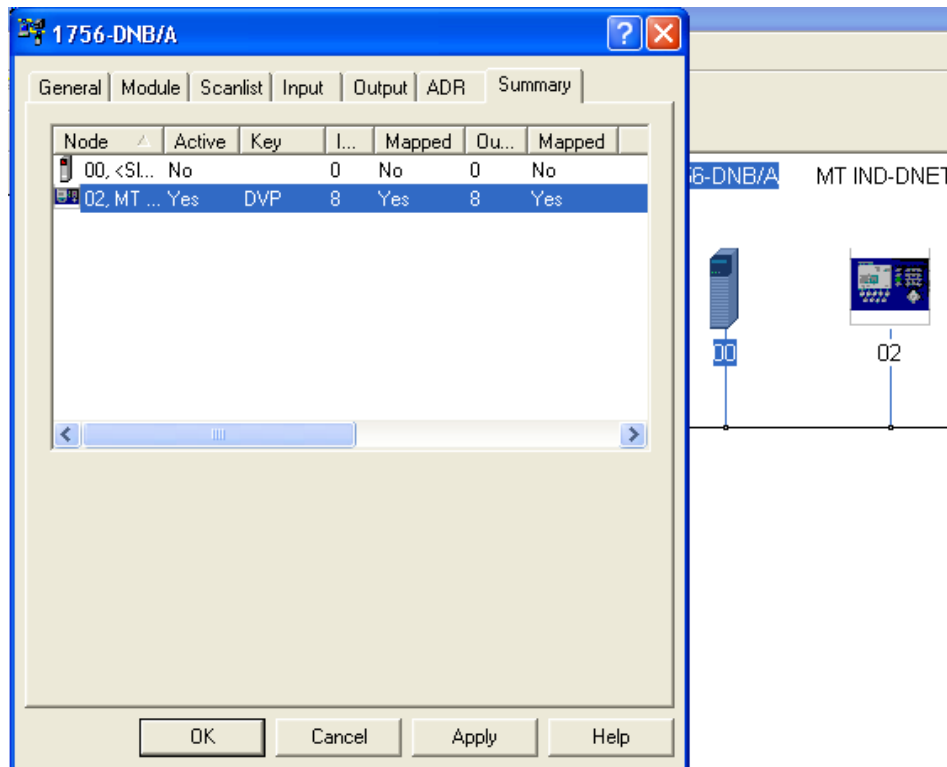 1756-DNB/A
General Module Scanlist Input Output ADR Summary
Node Active Key I... Mapped Ou... Mapped
00, <SI... No 0 No 0 No
02, MT ... Yes DVP 8 Yes 8 Yes
OK Cancel Apply Help
56-DNB/A MT IND-DNET
00 02